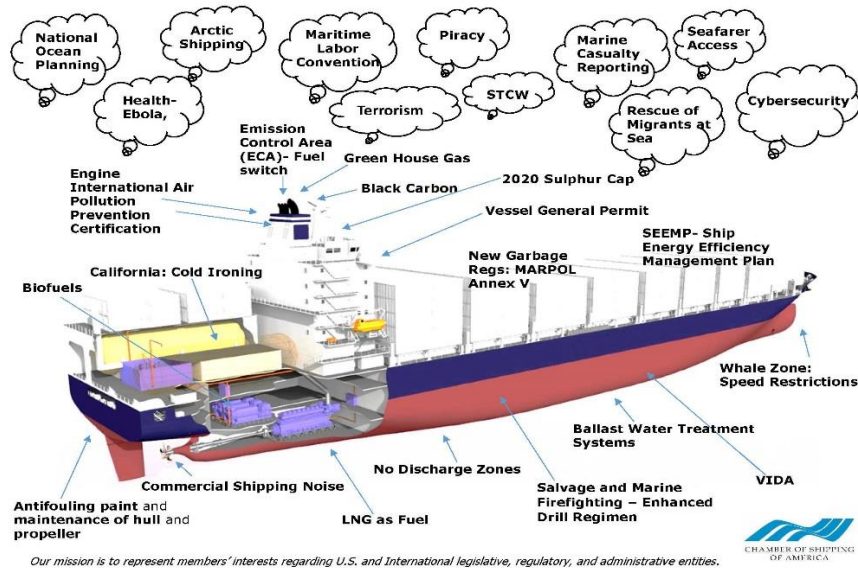 National
Ocean
Planning
Arctic
Shipping
Maritime
Labor
Convention
Piracy
Marine
Casualty
Reporting
Seafarer
Access
Health-
Ebola,
Terrorism
STCW
Rescue of
Migrants at
Sea
Cybersecurity
Emission
Control Area
(ECA)- Fuel
switch
Green House Gas
Black Carbon
2020 Sulphur Cap
Vessel General Permit
Engine
International Air
Pollution
Prevention
Certification
New Garbage
Regs: MARPOL
Annex V
SEEMP- Ship
Energy Efficiency
Management Plan
California: Cold Ironing
Biofuels
Whale Zone:
Speed Restrictions
Ballast Water Treatment
Systems
No Discharge Zones
VIDA
Commercial Shipping Noise
Salvage and Marine
Firefighting – Enhanced
Drill Regimen
Antifouling paint and
maintenance of hull and
propeller
LNG as Fuel
CHAMBER OF SHIPPING
OF AMERICA
Our mission is to represent members' interests regarding U.S. and International legislative, regulatory, and administrative entities.